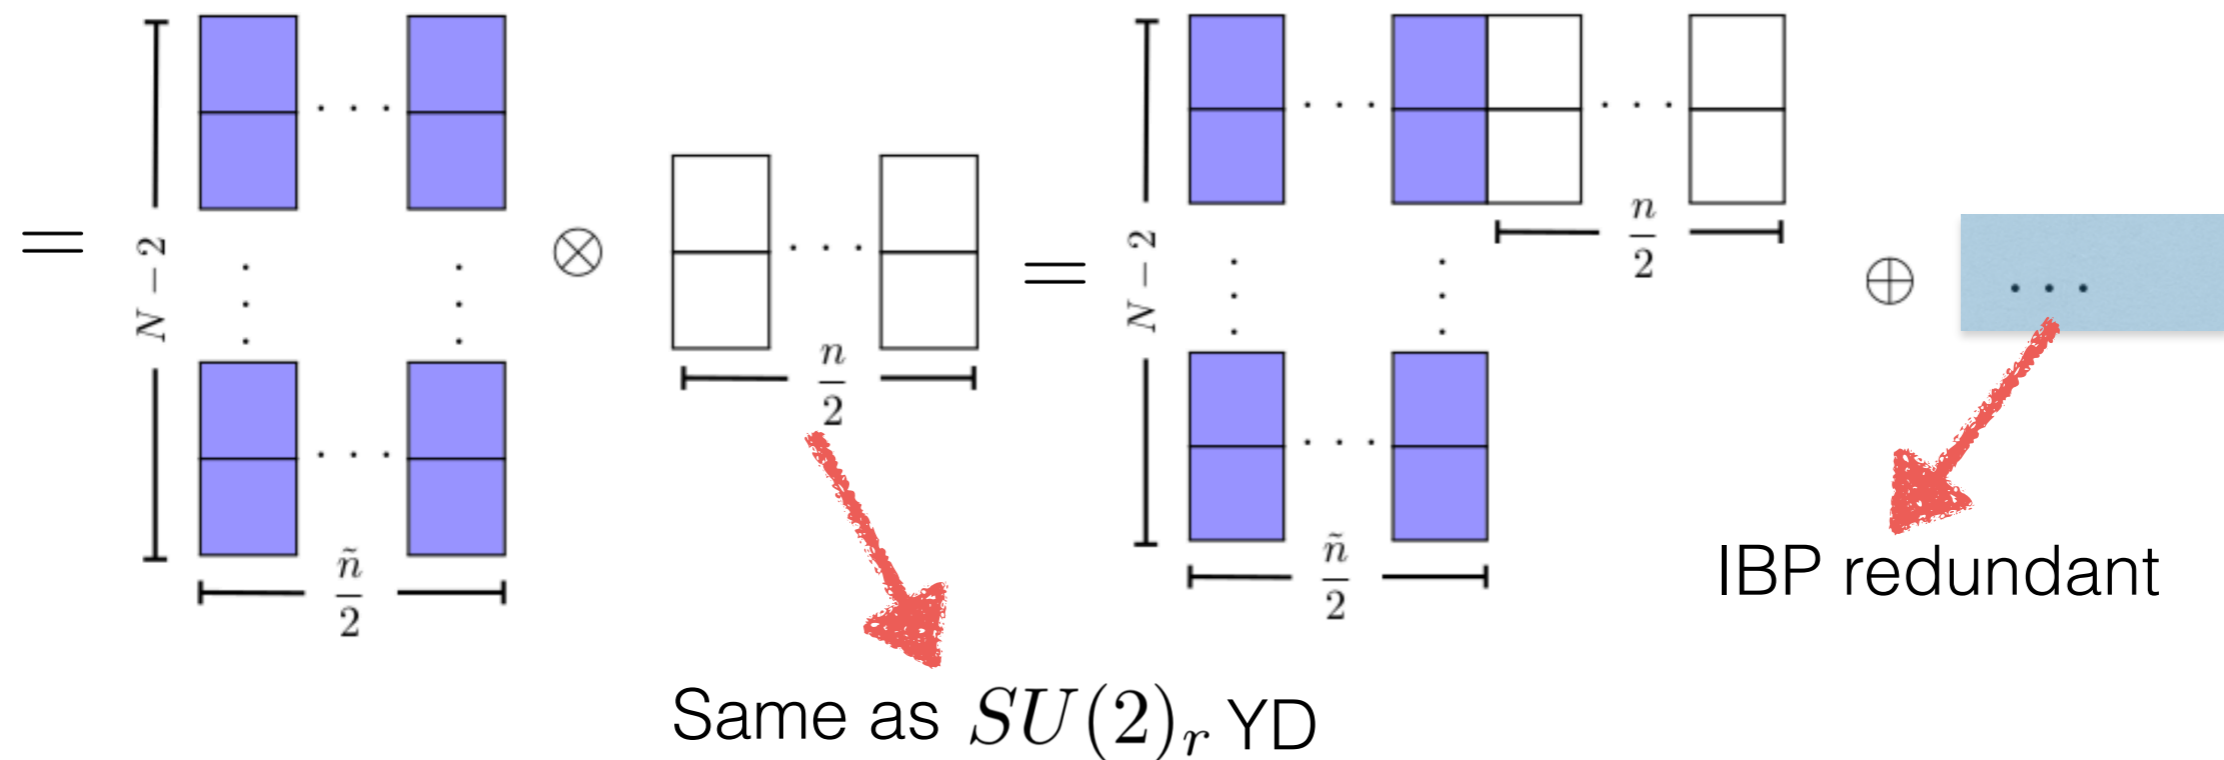 = N − 2 · · · ñ/2 ⊗ · · · n/2 = N − 2 · · · n/2 · · · ñ/2 ⊕ · · ·
IBP redundant
Same as SU(2)_r YD